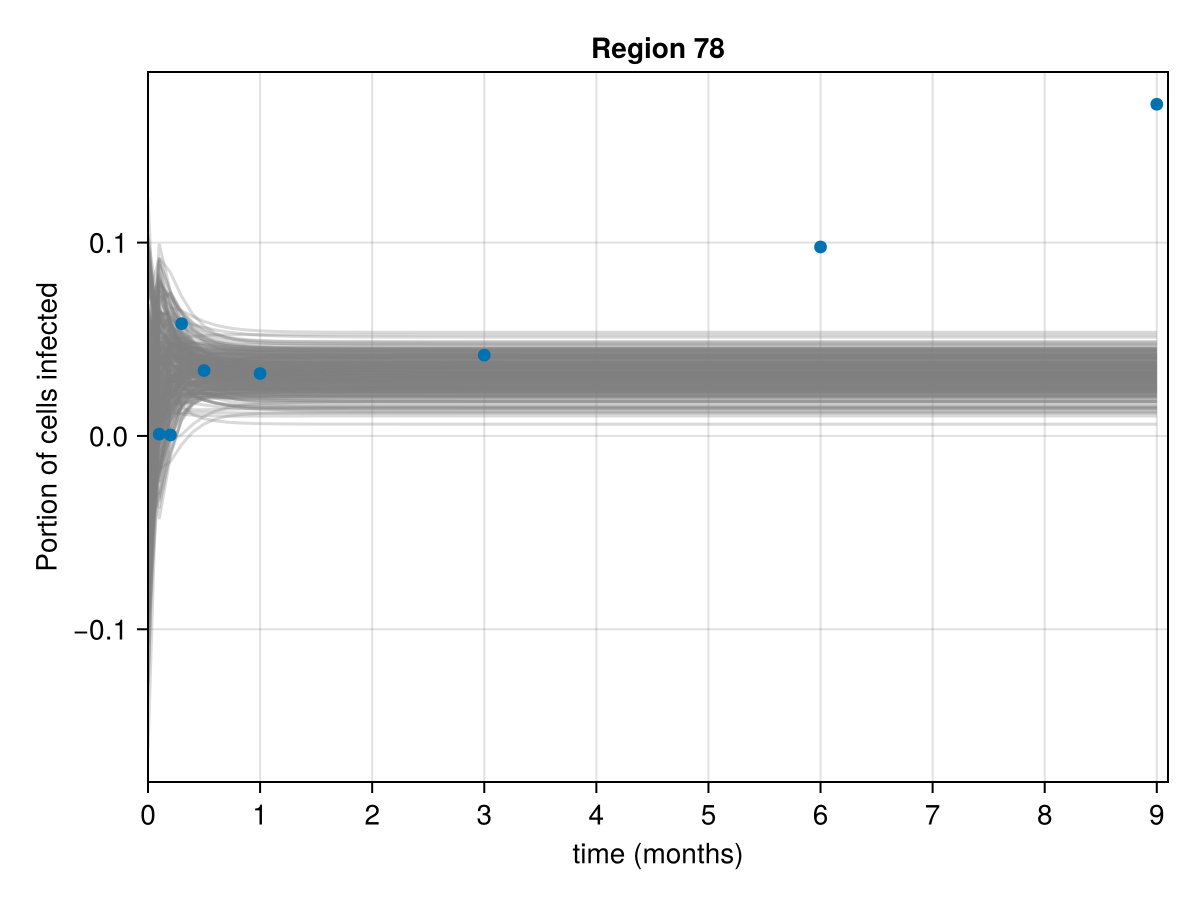 Region 78
Portion of cells infected
0.1
0.0
−0.1
0 1 2 3 4 5 6 7 8 9
time (months)